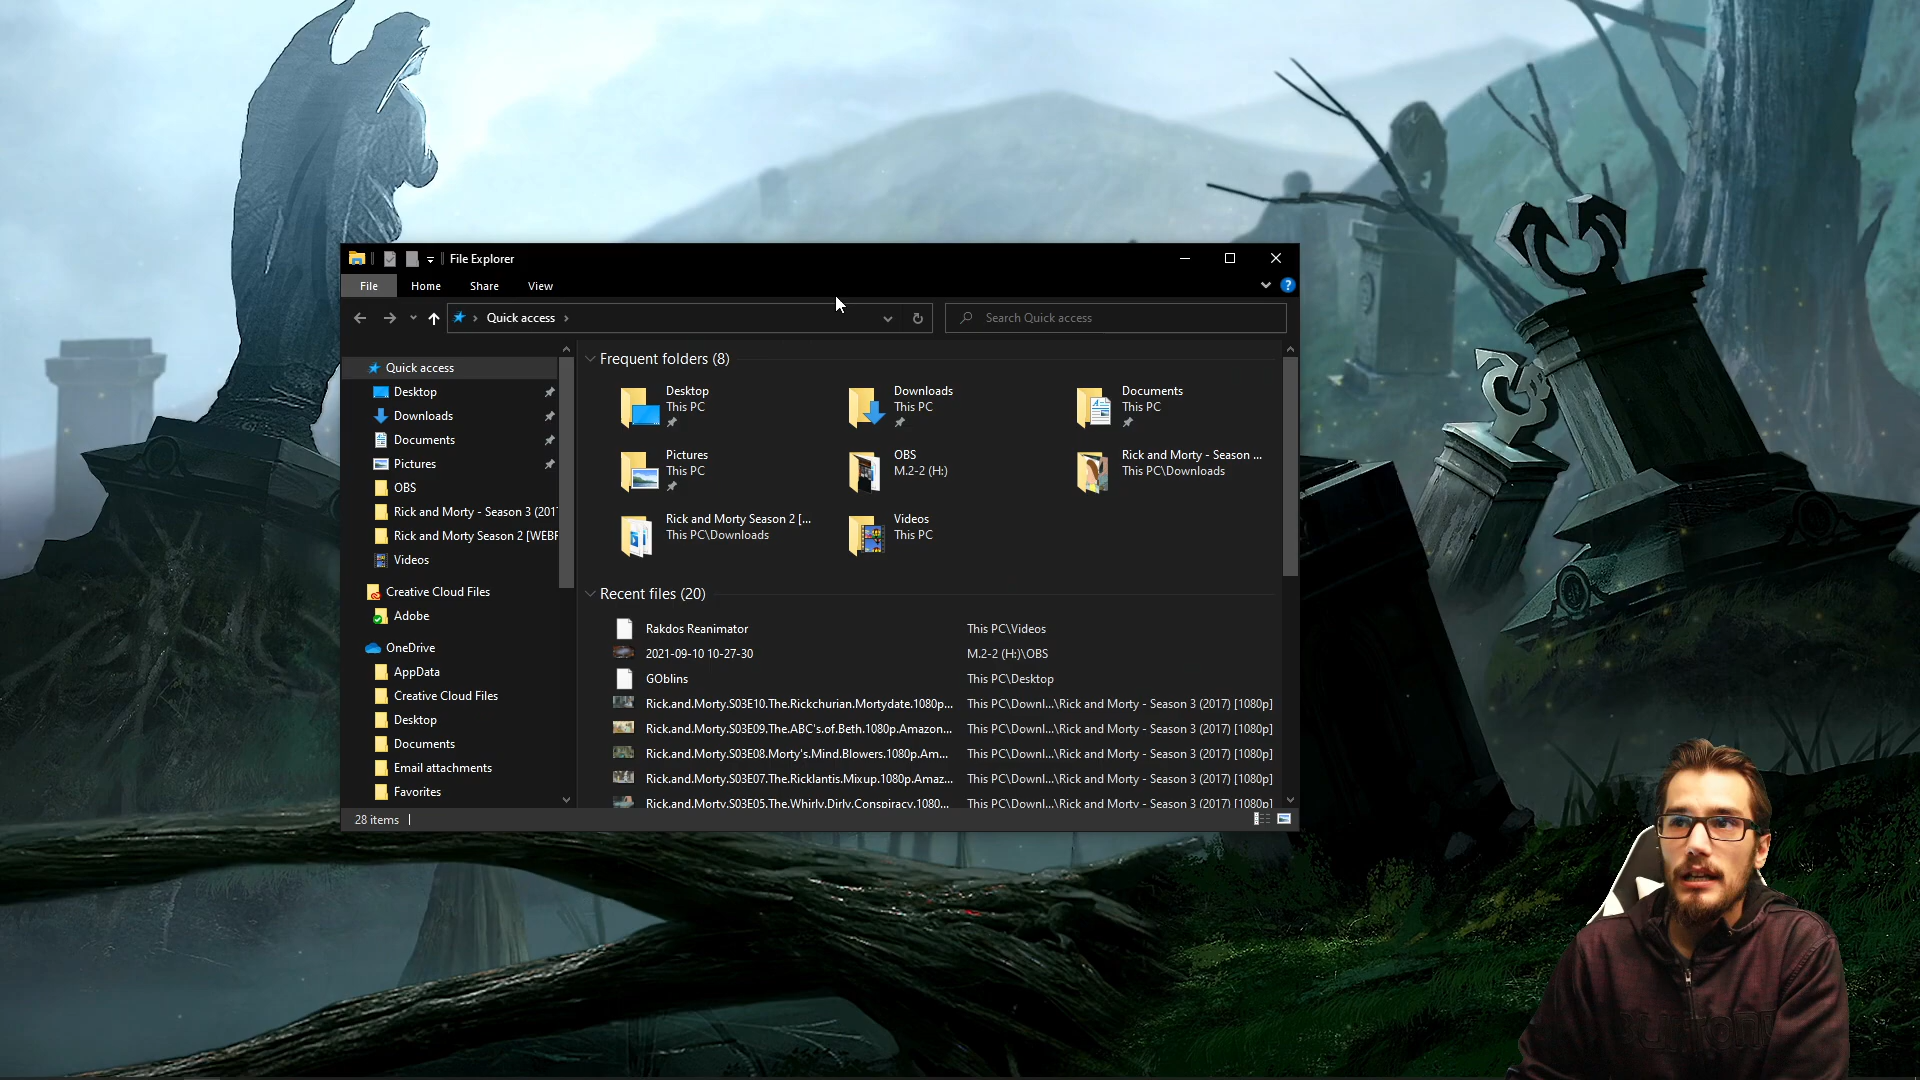 File Explorer
File Home Share View
Quick access
Search Quick access
Quick access
Desktop
Downloads
Documents
Pictures
OBS
Rick and Morty - Season 3 (201
Rick and Morty Season 2 [WEBF
Videos
Creative Cloud Files
Adobe
OneDrive
AppData
Creative Cloud Files
Desktop
Documents
Email attachments
Favorites
Frequent folders (8)
Desktop
This PC
Downloads
This PC
Documents
This PC
Pictures
This PC
OBS
M.2-2 (H:)
Rick and Morty - Season ...
This PC\Downloads
Rick and Morty Season 2 [...
This PC\Downloads
Videos
This PC
Recent files (20)
Rakdos Reanimator This PC\Videos
2021-09-10 10-27-30 M.2-2 (H:)\OBS
GOblins This PC\Desktop
Rick.and.Morty.S03E10.The.Rickchurian.Mortydate.1080p... This PC\Downl...\Rick and Morty - Season 3 (2017) [1080p]
Rick.and.Morty.S03E09.The.ABC's.of.Beth.1080p.Amazon... This PC\Downl...\Rick and Morty - Season 3 (2017) [1080p]
Rick.and.Morty.S03E08.Morty's.Mind.Blowers.1080p.Am... This PC\Downl...\Rick and Morty - Season 3 (2017) [1080p]
Rick.and.Morty.S03E07.The.Ricklantis.Mixup.1080p.Amaz... This PC\Downl...\Rick and Morty - Season 3 (2017) [1080p]
Rick.and.Morty.S03E05.The.Whirly.Dirly.Conspiracy.1080... This PC\Downl...\Rick and Morty - Season 3 (2017) [1080p]
28 items